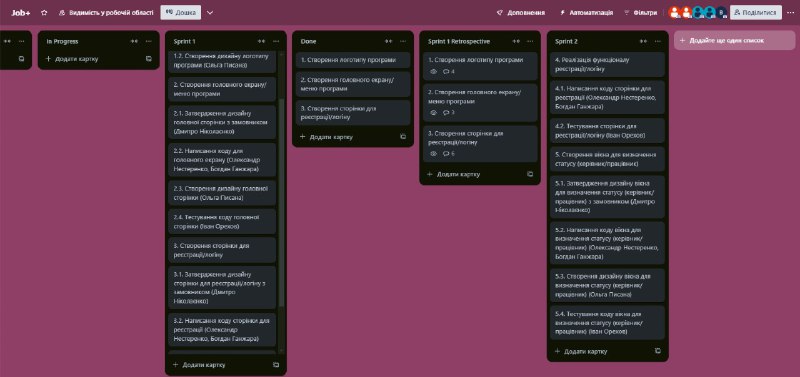 Job+
Видимість у робочій області
Дошка
Доповнення
Автоматизація
Фільтри
Поділитися
In Progress
Додати картку
Sprint 1
1.2. Створення дизайну логотипу
програми (Ольга Писана)
2. Створення головного екрану/
меню програми
2.1. Затвердження дизайну
головної сторінки з замовником
(Дмитро Ніколаєнко)
2.2. Написання коду для
головного екрану (Олександр
Нестеренко, Богдан Ганжара)
2.3. Створення дизайну головної
сторінки (Ольга Писана)
2.4. Тестування коду головної
сторінки (Іван Орехов)
3. Створення сторінки для
реєстрації/логіну
3.1. Затвердження дизайну
сторінки для реєстрації/логіну з
замовником (Дмитро
Ніколаєнко)
3.2. Написання коду сторінки для
реєстрації (Олександр
Нестеренко, Богдан Ганжара)
Додати картку
Done
1. Створення логотипу програми
2. Створення головного екрану/
меню програми
3. Створення сторінки для
реєстрації/логіну
Додати картку
Sprint 1 Retrospective
1. Створення логотипу програми
4
2. Створення головного екрану/
меню програми
3
3. Створення сторінки для
реєстрації/логіну
6
Додати картку
Sprint 2
4. Реалізація функціоналу
реєстрації/логіну
4.1. Написання коду сторінки для
реєстрації (Олександр Нестеренко,
Богдан Ганжара)
4.2. Тестування сторінки для
реєстрації/логіну (Іван Орехов)
5. Створення вікна для визначення
статусу (керівник/працівник)
5.1. Затвердження дизайну вікна
для визначення статусу (керівник/
працівник) з замовником (Дмитро
Ніколаєнко)
5.2. Написання коду вікна для
визначення статусу (керівник/
працівник) (Олександр Нестеренко,
Богдан Ганжара)
5.3. Створення дизайну вікна для
визначення статусу (керівник/
працівник) (Ольга Писана)
5.4. Тестування коду вікна для
визначення статусу (керівник/
працівник) (Іван Орехов)
Додати картку
Додайте ще один список